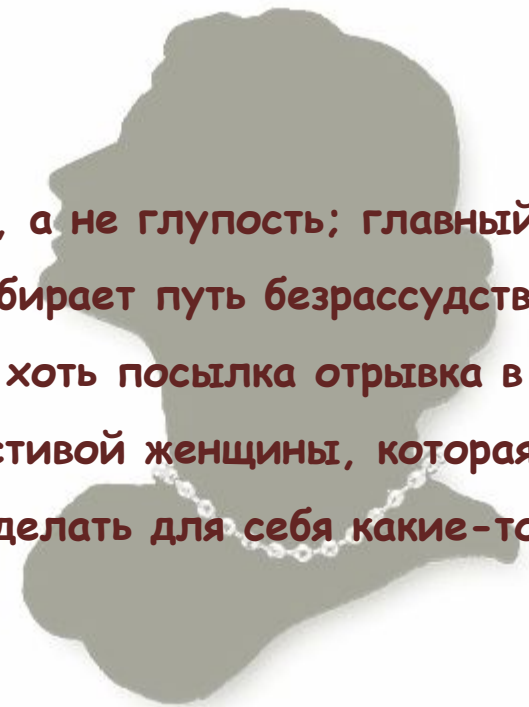 , а не глупость; главный
бирает путь безрассудств
хоть посылка отрывка в
стивой женщины, которая
делать для себя какие-то